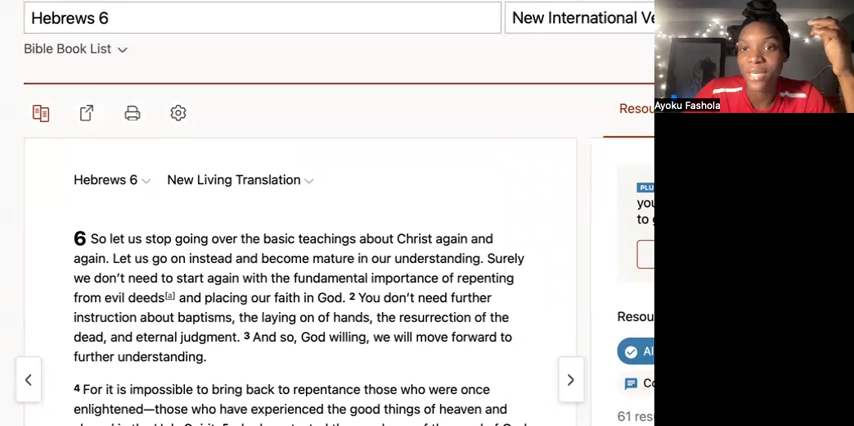 Hebrews 6
New International Ve
Bible Book List
Ayoku Fashola
Resou
Hebrews 6 New Living Translation
PLU
you
to g
6 So let us stop going over the basic teachings about Christ again and
again. Let us go on instead and become mature in our understanding. Surely
we don’t need to start again with the fundamental importance of repenting
from evil deeds[a] and placing our faith in God. 2 You don’t need further
instruction about baptisms, the laying on of hands, the resurrection of the
dead, and eternal judgment. 3 And so, God willing, we will move forward to
further understanding.
4 For it is impossible to bring back to repentance those who were once
enlightened—those who have experienced the good things of heaven and
Resou
Al
Co
61 res